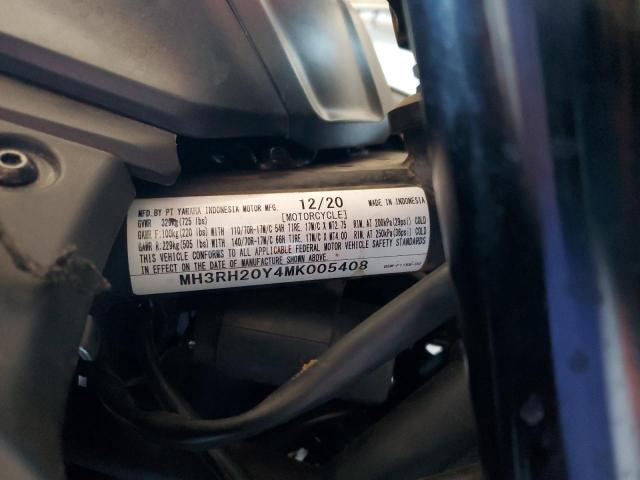 MFD.BY PT YAMAHA INDONESIA MOTOR MFG. 12/20 MADE IN INDONESIA
GVWR 329kg(725 lbs) [MOTORCYCLE]
GAWR F:100kg(220 lbs) WITH 110/70R-17M/C 54H TIRE, 17M/C X MT2.75 RIM, AT 200kPa(29psi) COLD
GAWR R:229kg(505 lbs) WITH 140/70R-17M/C 66H TIRE, 17M/C X MT4.00 RIM, AT 250kPa(36psi) COLD
THIS VEHICLE CONFORMS TO ALL APPLICABLE FEDERAL MOTOR VEHICLE SAFETY STANDARDS
IN EFFECT ON THE DATE OF MANUFACTURE SHOWN ABOVE
MH3RH20Y4MK005408